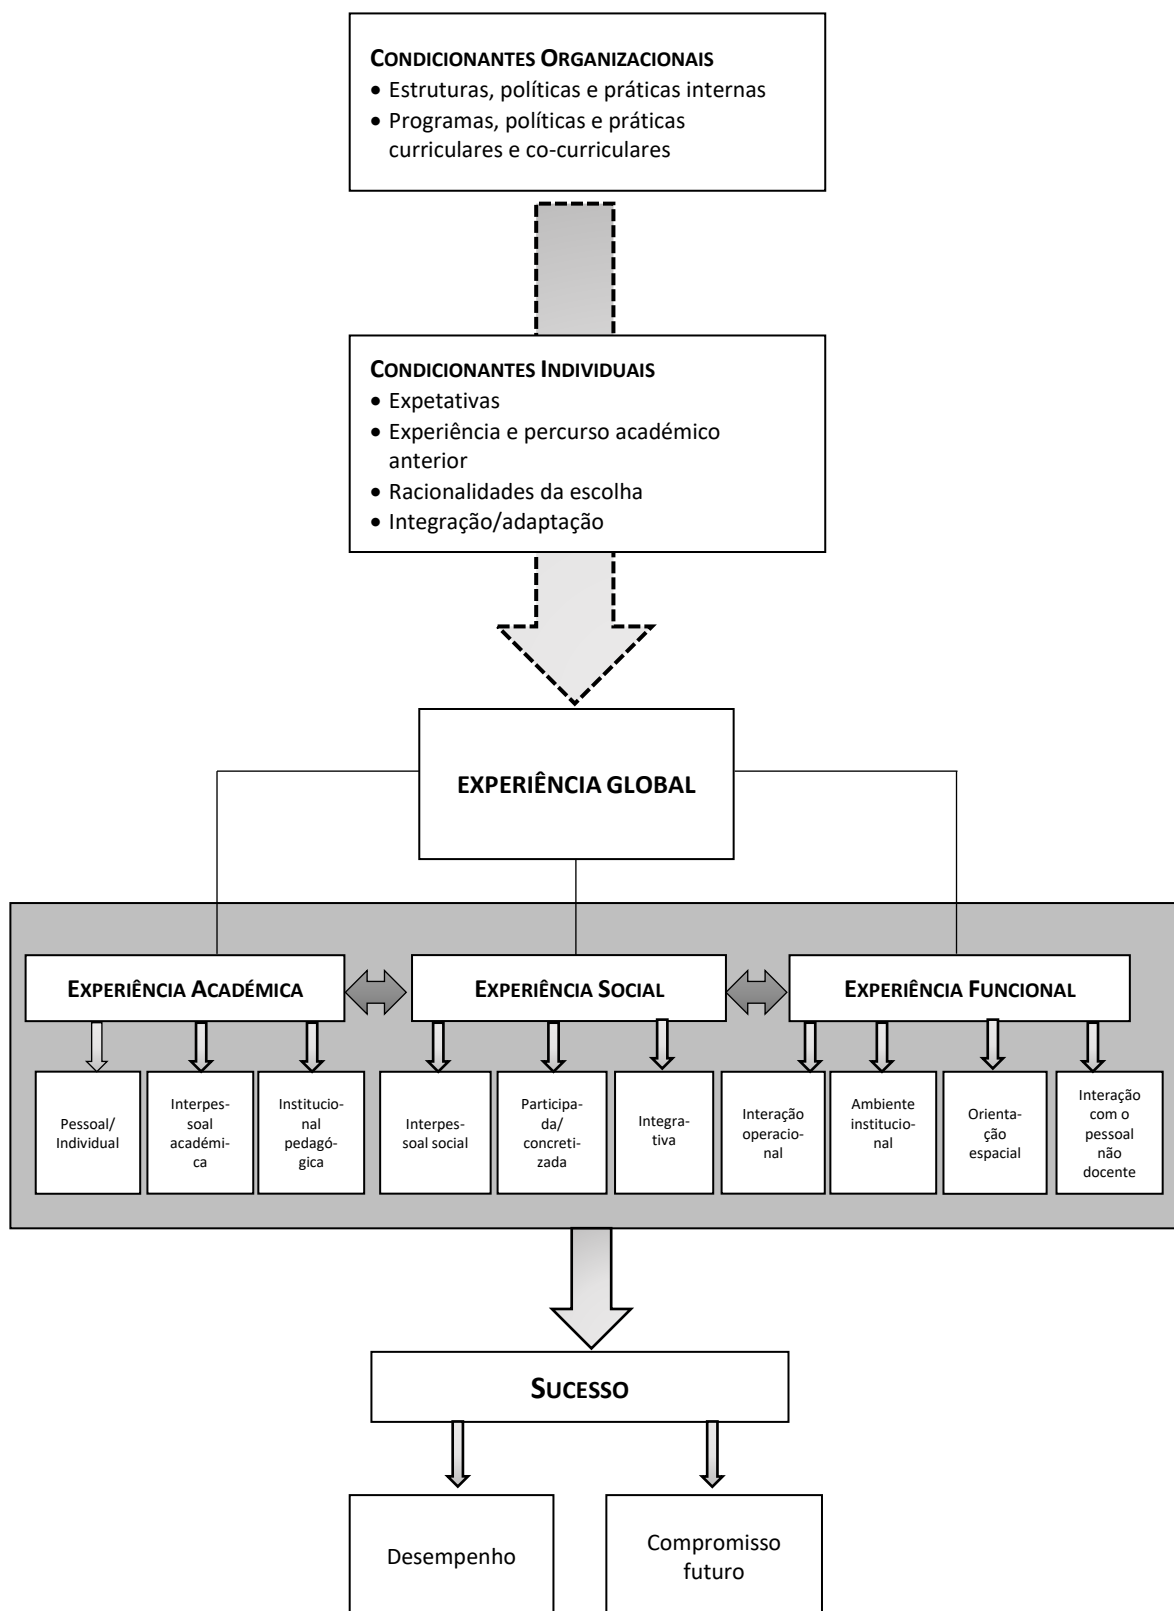 CONDICIONANTES ORGANIZACIONAIS
• Estruturas, políticas e práticas internas
• Programas, políticas e práticas
curriculares e co-curriculares
CONDICIONANTES INDIVIDUAIS
• Expetativas
• Experiência e percurso académico
anterior
• Racionalidades da escolha
• Integração/adaptação
EXPERIÊNCIA GLOBAL
EXPERIÊNCIA ACADÉMICA
EXPERIÊNCIA SOCIAL
EXPERIÊNCIA FUNCIONAL
Pessoal/
Individual
Interpes-
soal
académi-
ca
Institucio-
nal
pedagó-
gica
Interpes-
soal social
Participa-
da/
concreti-
zada
Integra-
tiva
Interação
operacio-
nal
Ambiente
institucio-
nal
Orienta-
ção
espacial
Interação
com o
pessoal
não
docente
SUCESSO
Desempenho
Compromisso
futuro